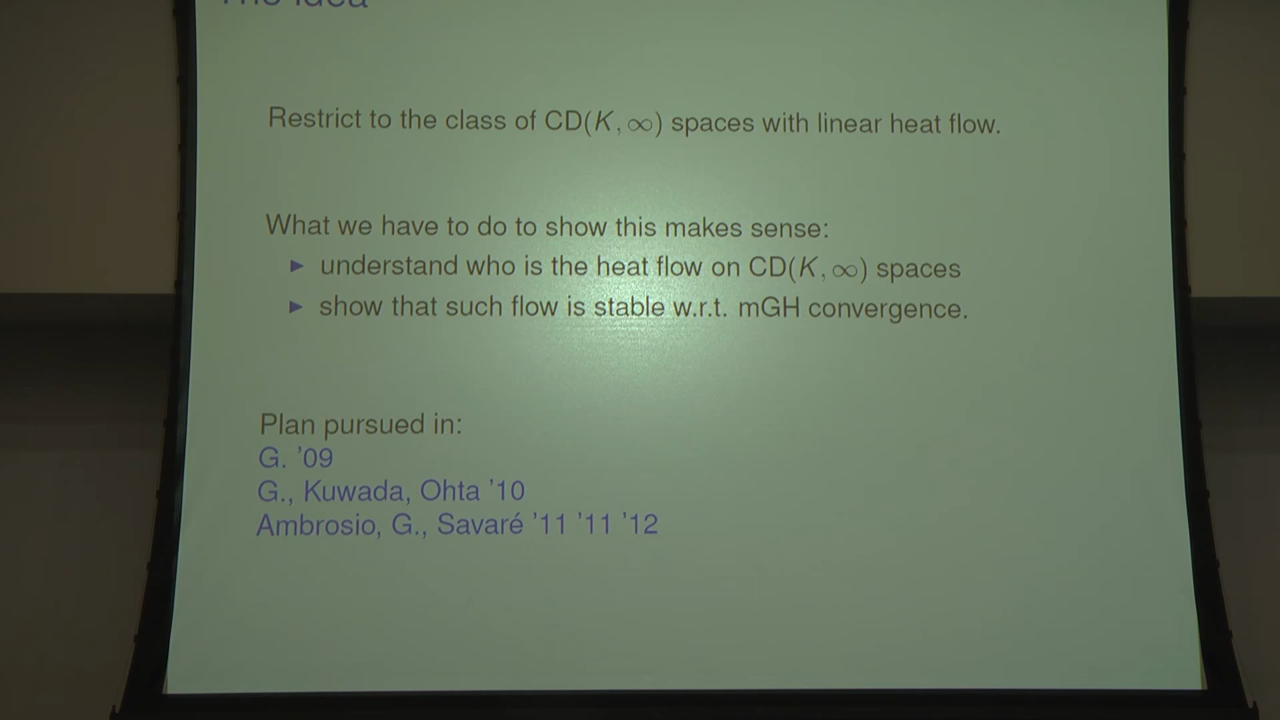 The idea
Restrict to the class of CD(K, ∞) spaces with linear heat flow.
What we have to do to show this makes sense:
► understand who is the heat flow on CD(K, ∞) spaces
► show that such flow is stable w.r.t. mGH convergence.
Plan pursued in:
G. ’09
G., Kuwada, Ohta ’10
Ambrosio, G., Savaré ’11 ’11 ’12